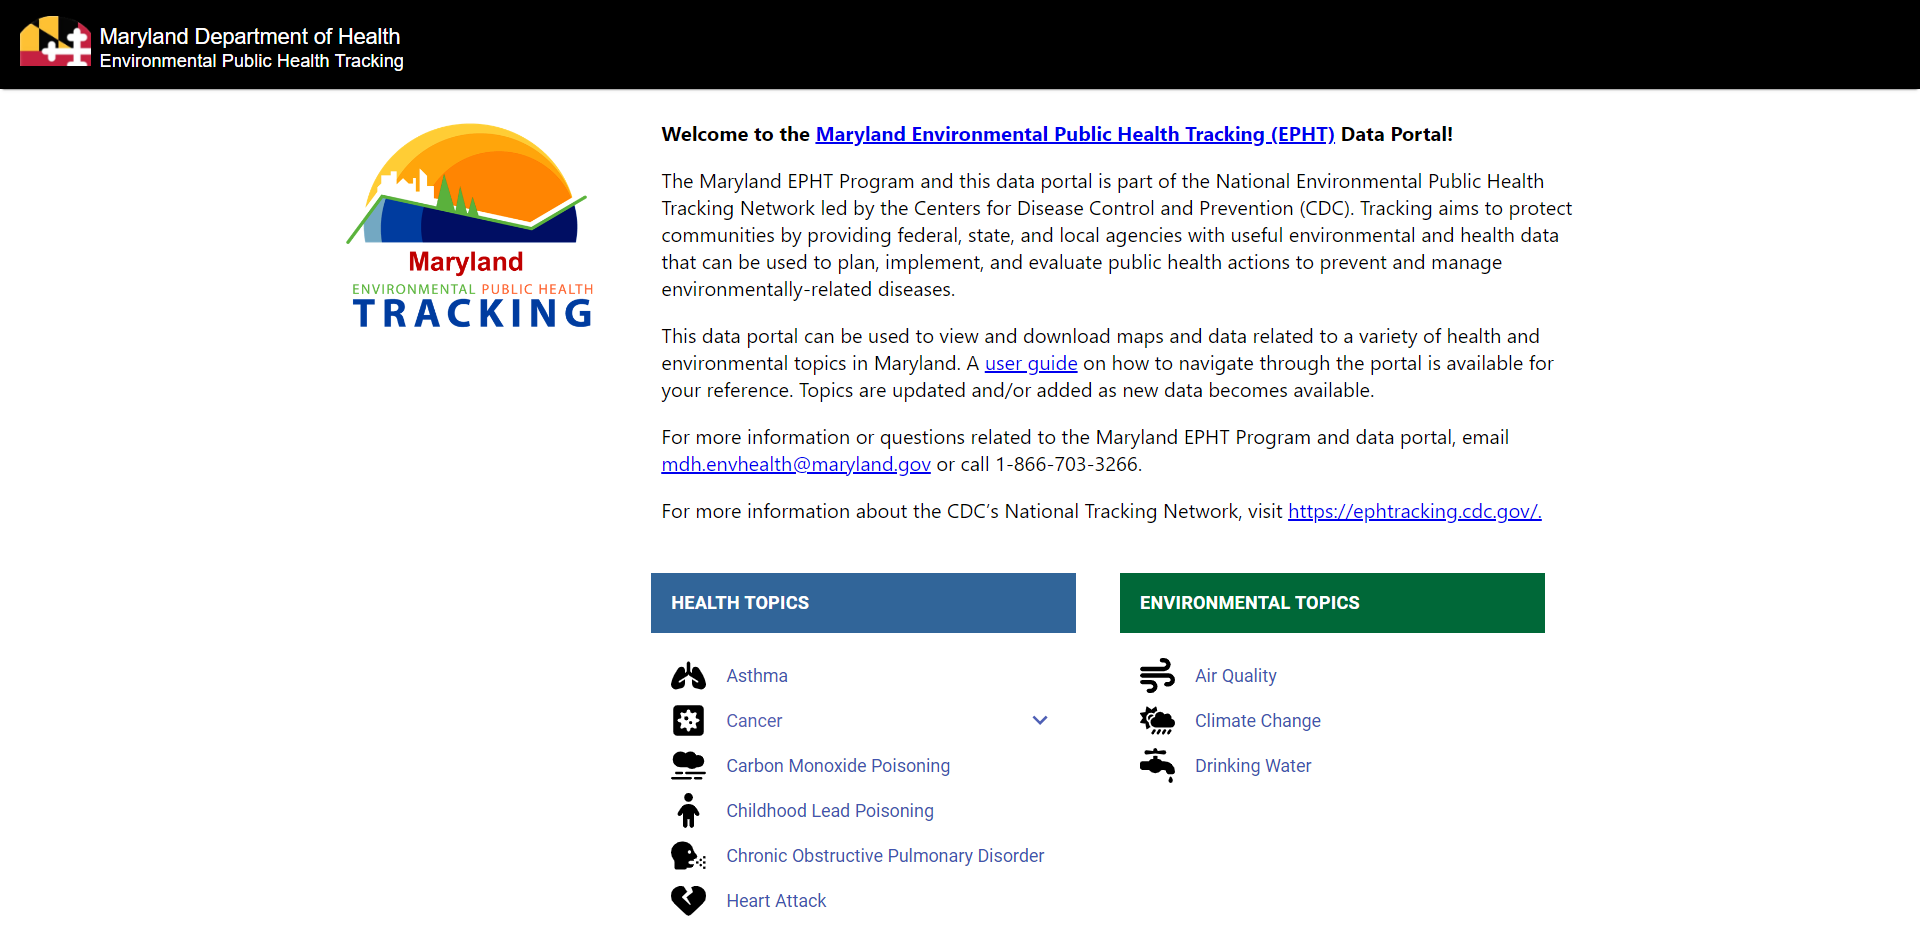 Maryland Department of Health
Environmental Public Health Tracking
Maryland
ENVIRONMENTAL PUBLIC HEALTH
TRACKING
Welcome to the Maryland Environmental Public Health Tracking (EPHT) Data Portal!
The Maryland EPHT Program and this data portal is part of the National Environmental Public Health
Tracking Network led by the Centers for Disease Control and Prevention (CDC). Tracking aims to protect
communities by providing federal, state, and local agencies with useful environmental and health data
that can be used to plan, implement, and evaluate public health actions to prevent and manage
environmentally-related diseases.
This data portal can be used to view and download maps and data related to a variety of health and
environmental topics in Maryland. A user guide on how to navigate through the portal is available for
your reference. Topics are updated and/or added as new data becomes available.
For more information or questions related to the Maryland EPHT Program and data portal, email
mdh.envhealth@maryland.gov or call 1-866-703-3266.
For more information about the CDC’s National Tracking Network, visit https://ephtracking.cdc.gov/.
HEALTH TOPICS
Asthma
Cancer
Carbon Monoxide Poisoning
Childhood Lead Poisoning
Chronic Obstructive Pulmonary Disorder
Heart Attack
ENVIRONMENTAL TOPICS
Air Quality
Climate Change
Drinking Water